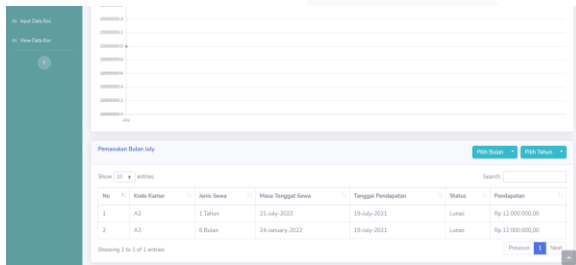 Input Data Kos
View Data Kos
July
Pemasukan Bulan July
Pilih Bulan
Pilih Tahun
Show 10 entries
Search:
No Kode Kamar Jenis Sewa Masa Tenggat Sewa Tanggal Pendapatan Status Pendapatan
1 A2 1 Tahun 21-July-2022 19-July-2021 Lunas Rp 12.000.000,00
2 A3 6 Bulan 24-January-2022 19-July-2021 Lunas Rp 12.000.000,00
Showing 1 to 1 of 1 entries
Previous 1 Next